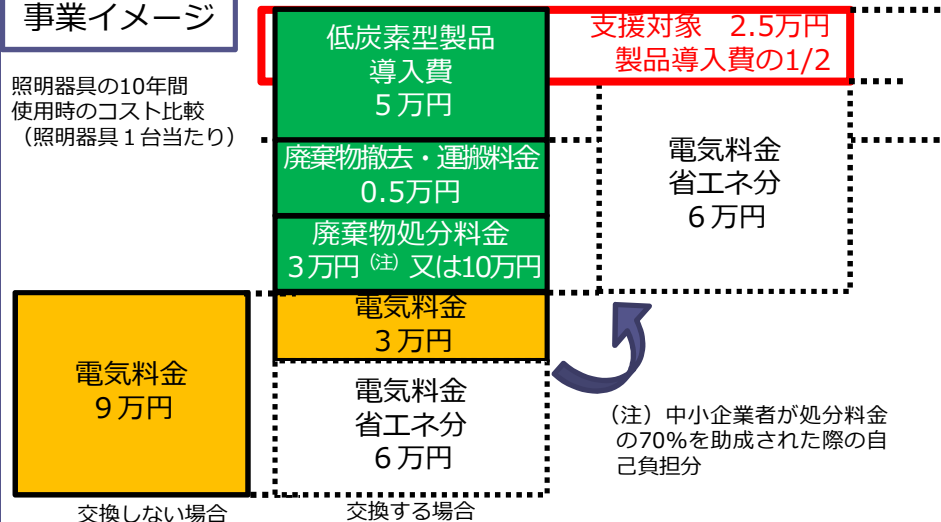 事業イメージ
照明器具の10年間
使用時のコスト比較
（照明器具１台当たり）
低炭素型製品
導入費
５万円
支援対象　2.5万円
製品導入費の1/2
廃棄物撤去・運搬料金
0.5万円
廃棄物処分料金
3万円（注）又は10万円
電気料金
省エネ分
６万円
電気料金
３万円
電気料金
９万円
電気料金
省エネ分
６万円
（注）中小企業者が処分料金
の70%を助成された際の自
己負担分
交換しない場合
交換する場合